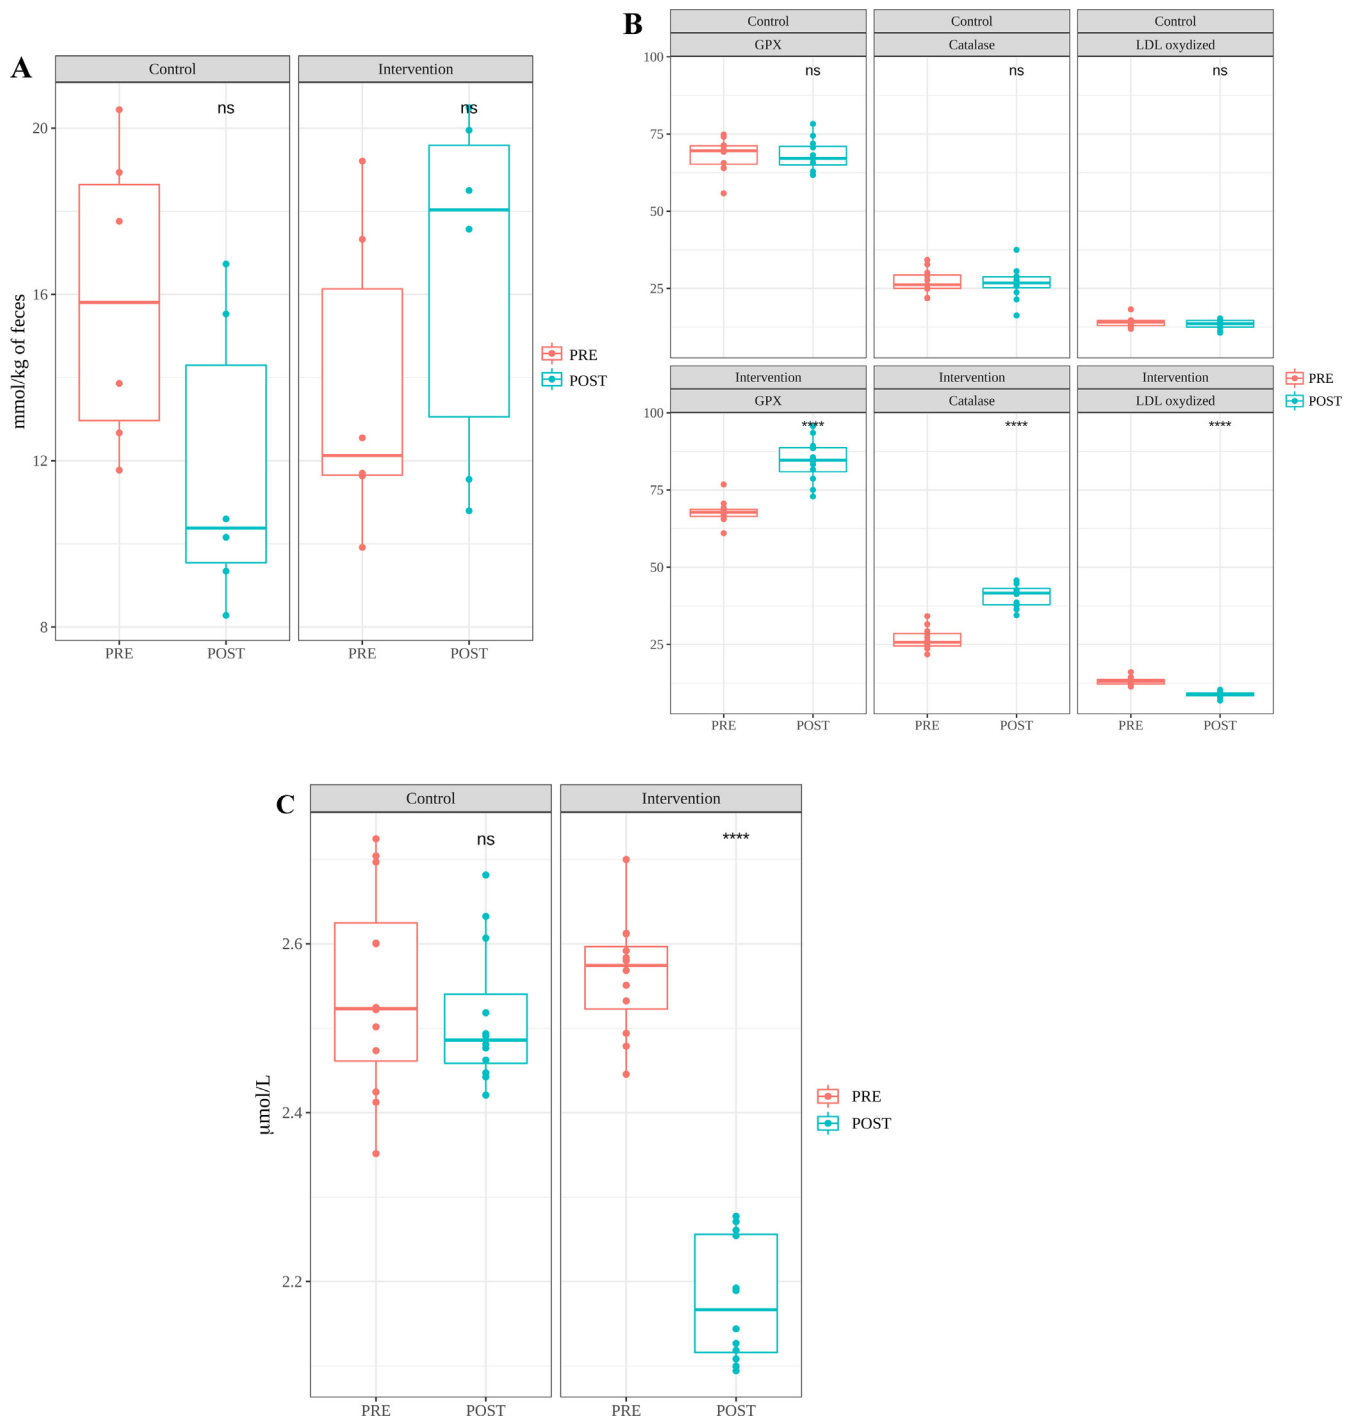 A
Control Intervention
ns ns
20
16
12
8
mmol/kg of feces
PRE POST PRE POST
PRE
POST
B
Control Control Control
GPX Catalase LDL oxydized
ns ns ns
100
75
50
25
Intervention Intervention Intervention
GPX Catalase LDL oxydized
**** **** ****
100
75
50
25
PRE POST PRE POST PRE POST
PRE
POST
C
Control Intervention
ns ****
2.6
2.4
2.2
µmol/L
PRE POST PRE POST
PRE
POST